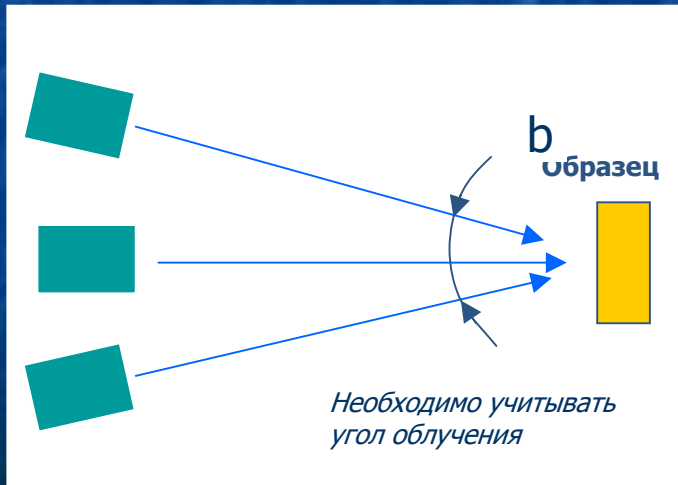 b
Образец
Необходимо учитывать
угол облучения